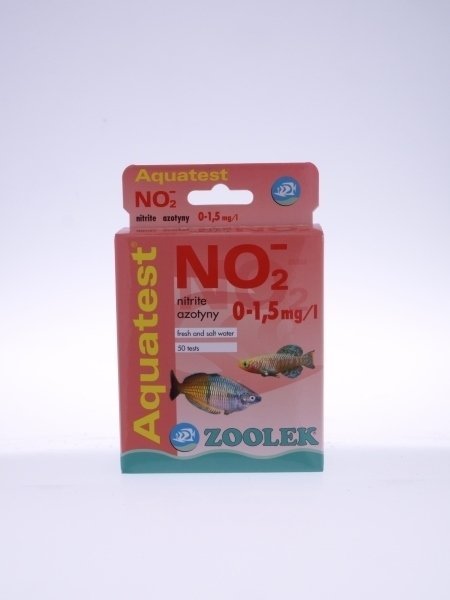 Aquatest
NO₂⁻
nitrite azotyny 0-1,5 mg/l
Aquatest®
NO₂⁻
nitrite
azotyny
0-1,5 mg/l
fresh and salt water
50 tests
ZOOLEK